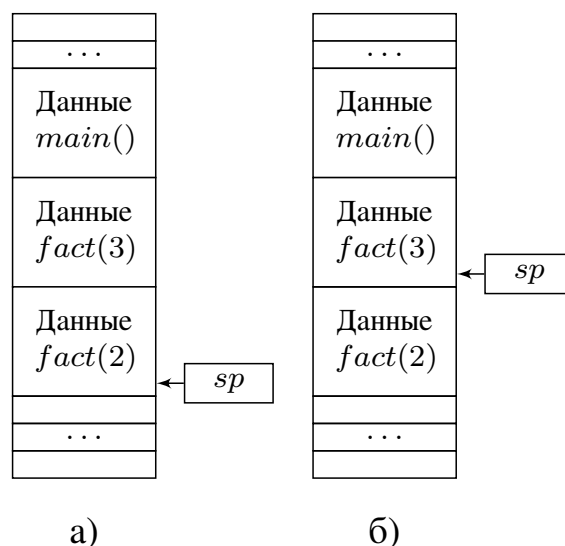 . . .
Данные
main()
Данные
fact(3)
Данные
fact(2)
sp
. . .
а)
. . .
Данные
main()
Данные
fact(3)
sp
Данные
fact(2)
. . .
б)